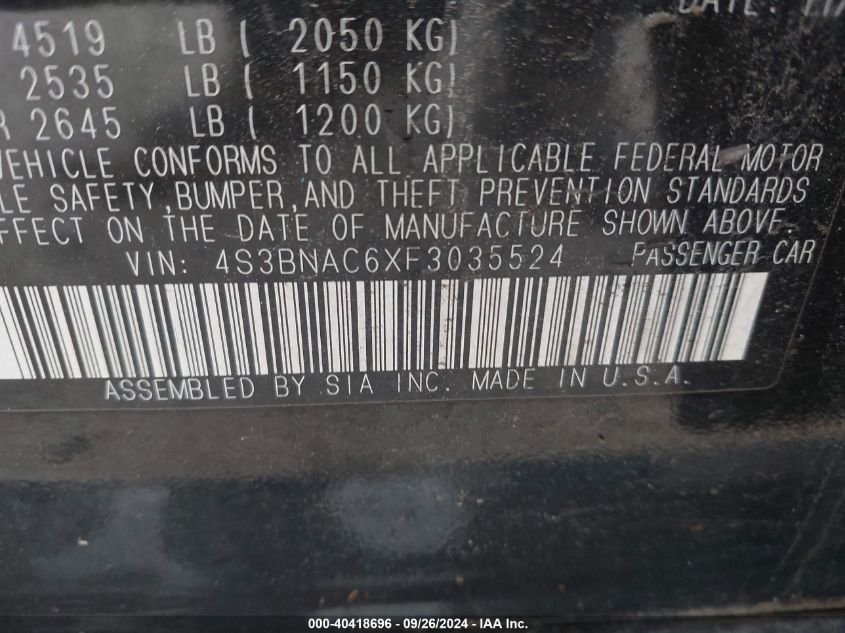 DATE:
4519 LB ( 2050 KG)
2535 LB ( 1150 KG)
R 2645 LB ( 1200 KG)
VEHICLE CONFORMS TO ALL APPLICABLE FEDERAL MOTOR
LE SAFETY,BUMPER,AND THEFT PREVENTION STANDARDS
EFFECT ON THE DATE OF MANUFACTURE SHOWN ABOVE.
VIN: 4S3BNAC6XF3035524 PASSENGER CAR
ASSEMBLED BY SIA INC. MADE IN U.S.A.
000-40418696 - 09/26/2024 - IAA Inc.